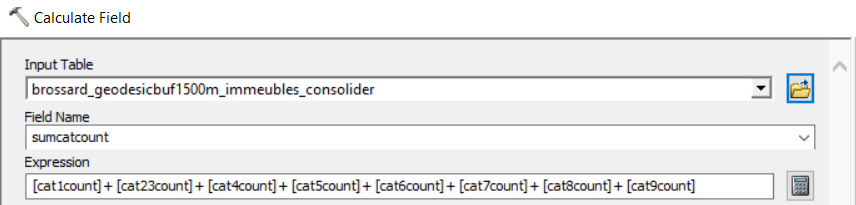 Calculate Field
Input Table
brossard_geodesicbuf1500m_immeubles_consolider
Field Name
sumcatcount
Expression
[cat1count] + [cat23count] + [cat4count] + [cat5count] + [cat6count] + [cat7count] + [cat8count] + [cat9count]